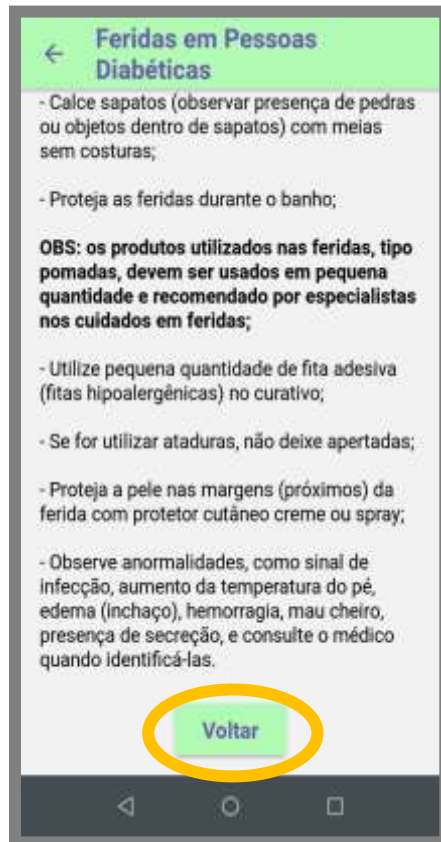 Feridas em Pessoas
Diabéticas
- Calce sapatos (observar presença de pedras
ou objetos dentro de sapatos) com meias
sem costuras;
- Proteja as feridas durante o banho;
OBS: os produtos utilizados nas feridas, tipo
pomadas, devem ser usados em pequena
quantidade e recomendado por especialistas
nos cuidados em feridas;
- Utilize pequena quantidade de fita adesiva
(fitas hipoalergênicas) no curativo;
- Se for utilizar ataduras, não deixe apertadas;
- Proteja a pele nas margens (próximos) da
ferida com protetor cutâneo creme ou spray;
- Observe anormalidades, como sinal de
infecção, aumento da temperatura do pé,
edema (inchaço), hemorragia, mau cheiro,
presença de secreção, e consulte o médico
quando identificá-las.
Voltar